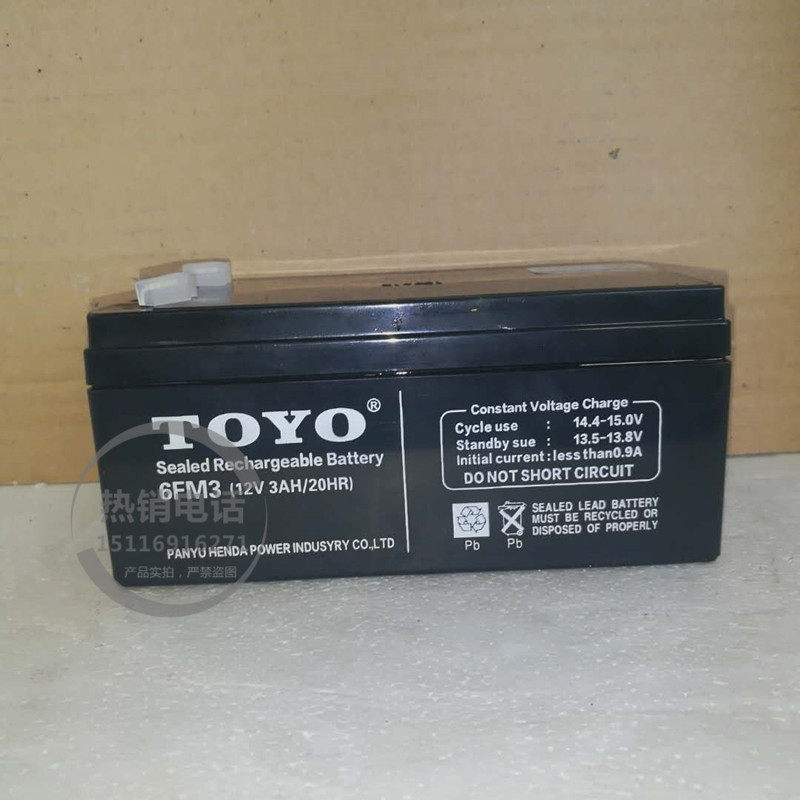 TOYO®
Sealed Rechargeable Battery
6FM3 (12V 3AH/20HR)
PANYU HENDA POWER INDUSYRY CO.,LTD
Constant Voltage Charge
Cycle use : 14.4-15.0V
Standby sue : 13.5-13.8V
Initial current : less than0.9A
DO NOT SHORT CIRCUIT
Pb
Pb
SEALED LEAD BATTERY
MUST BE RECYCLED OR
DISPOSED OF PROPERLY
热销电话
15116916271
产品实拍，严禁盗图